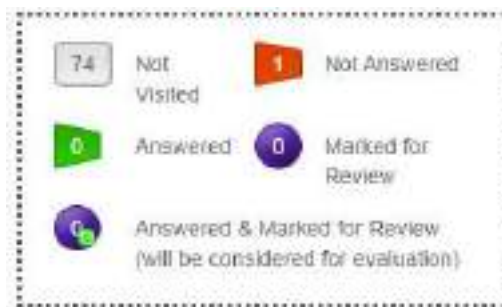 74 Not Visited
1 Not Answered
0 Answered
0 Marked for Review
0 Answered & Marked for Review
(will be considered for evaluation)